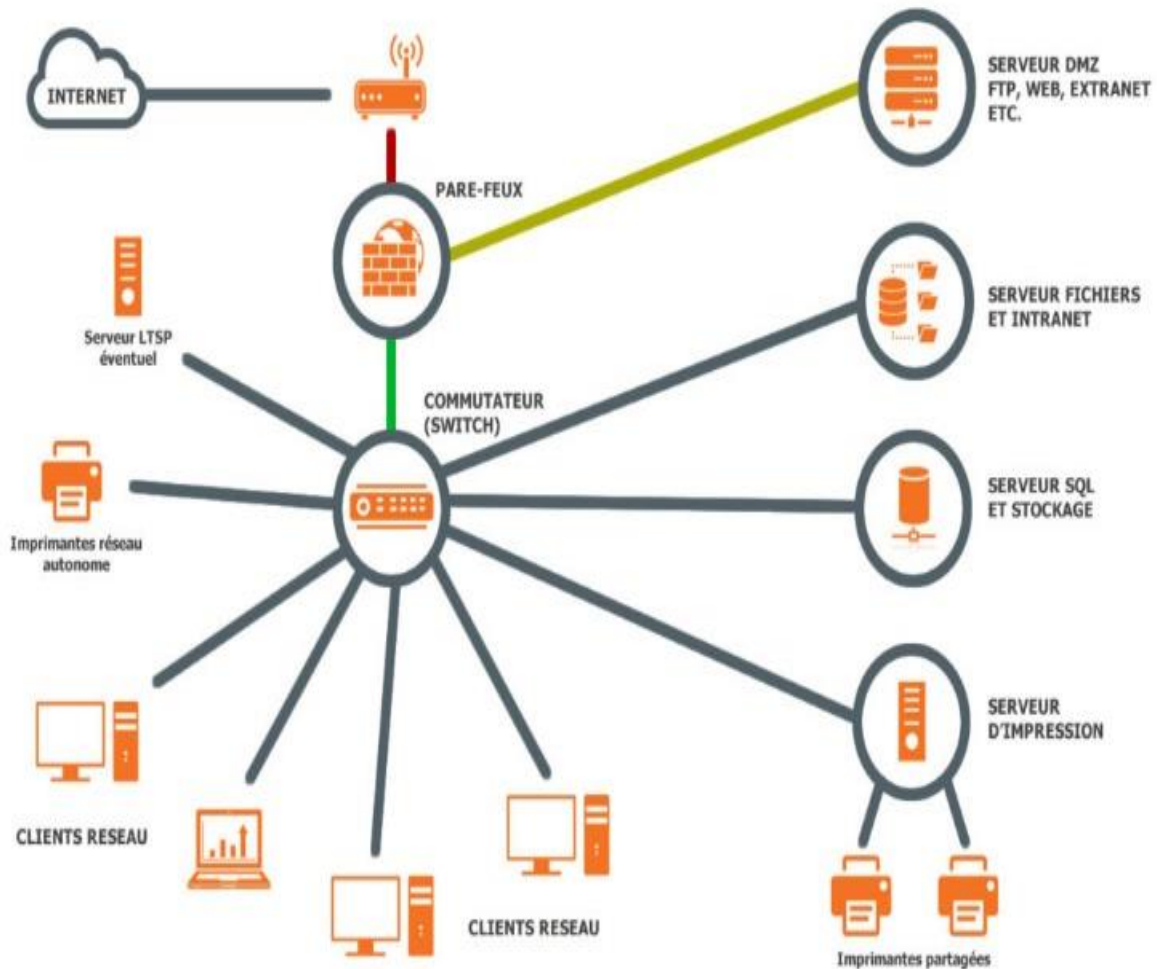 INTERNET
SERVEUR DMZ
FTP, WEB, EXTRANET
ETC.
PARE-FEUX
SERVEUR FICHIERS
ET INTRANET
Serveur LTSP
éventuel
COMMUTATEUR
(SWITCH)
SERVEUR SQL
ET STOCKAGE
Imprimantes réseau
autonome
SERVEUR
D'IMPRESSION
CLIENTS RESEAU
CLIENTS RESEAU
Imprimantes partagées